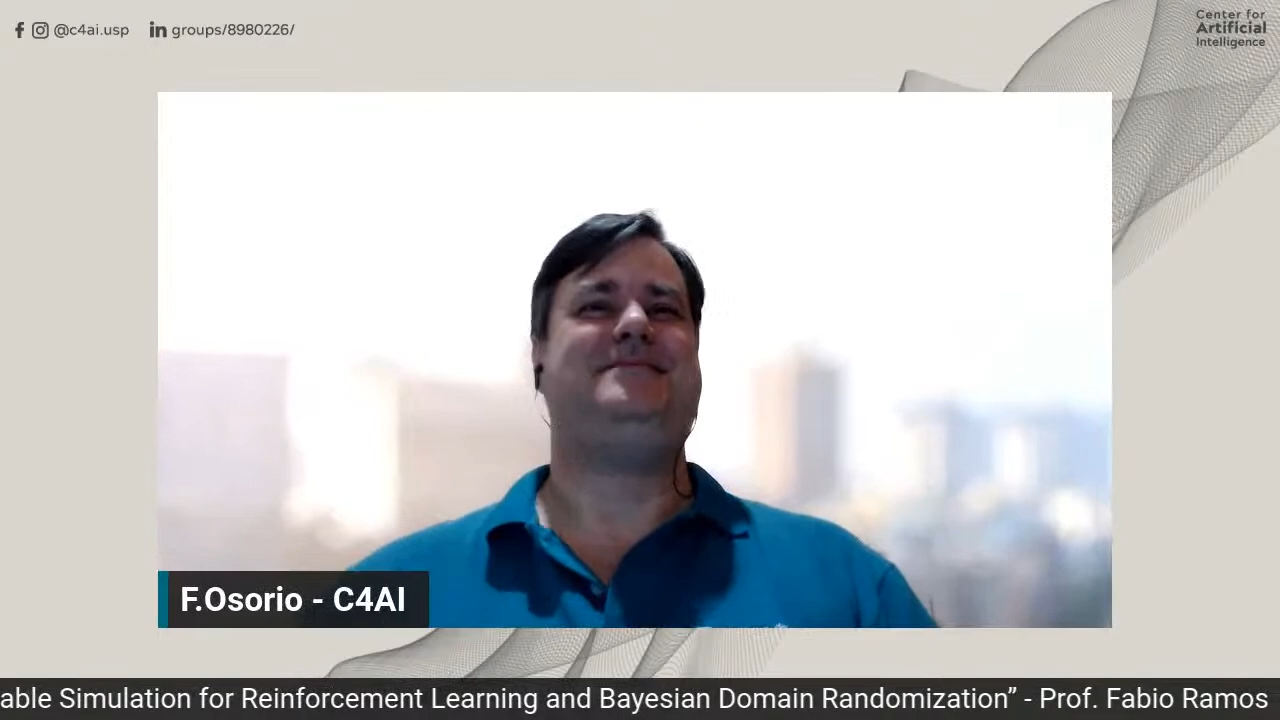 @c4ai.usp
groups/8980226/
Center for
Artificial
Intelligence
F.Osorio - C4AI
able Simulation for Reinforcement Learning and Bayesian Domain Randomization” - Prof. Fabio Ramos